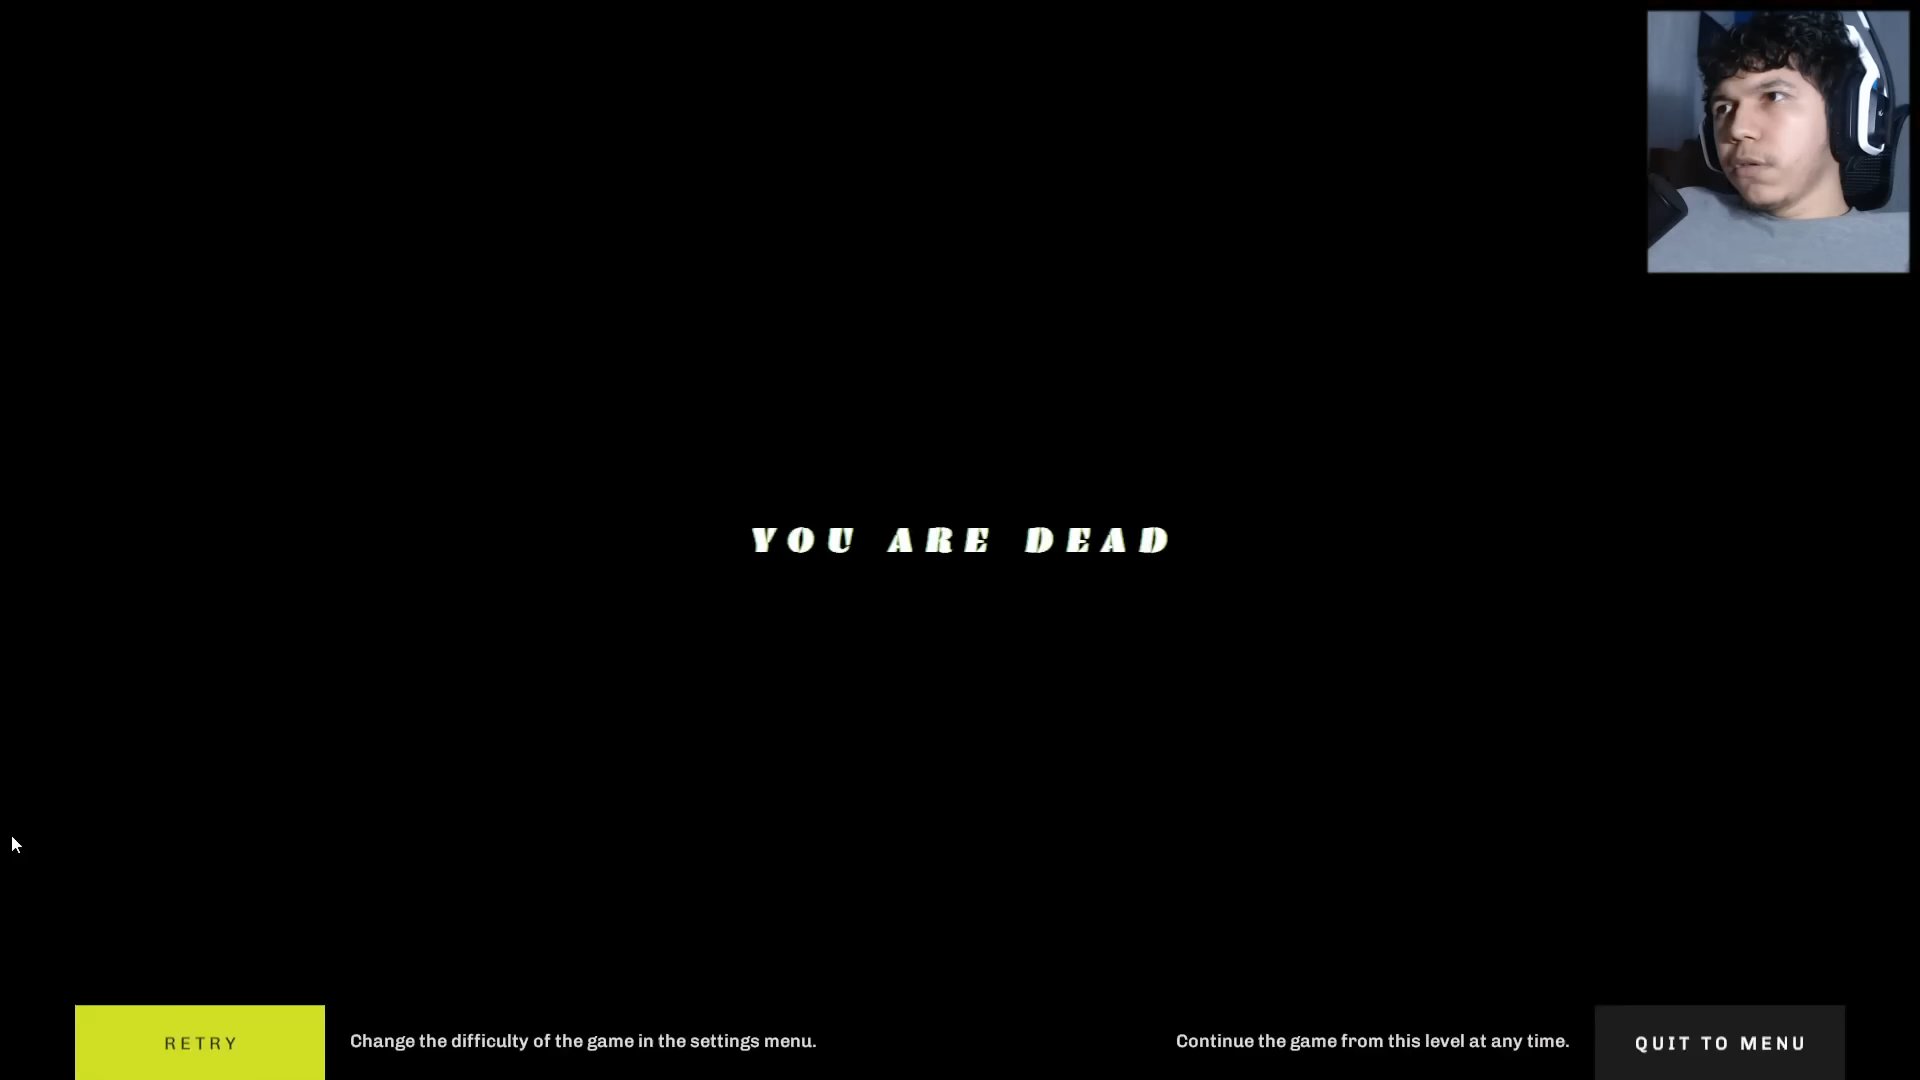 YOU ARE DEAD
RETRY
Change the difficulty of the game in the settings menu.
Continue the game from this level at any time.
QUIT TO MENU